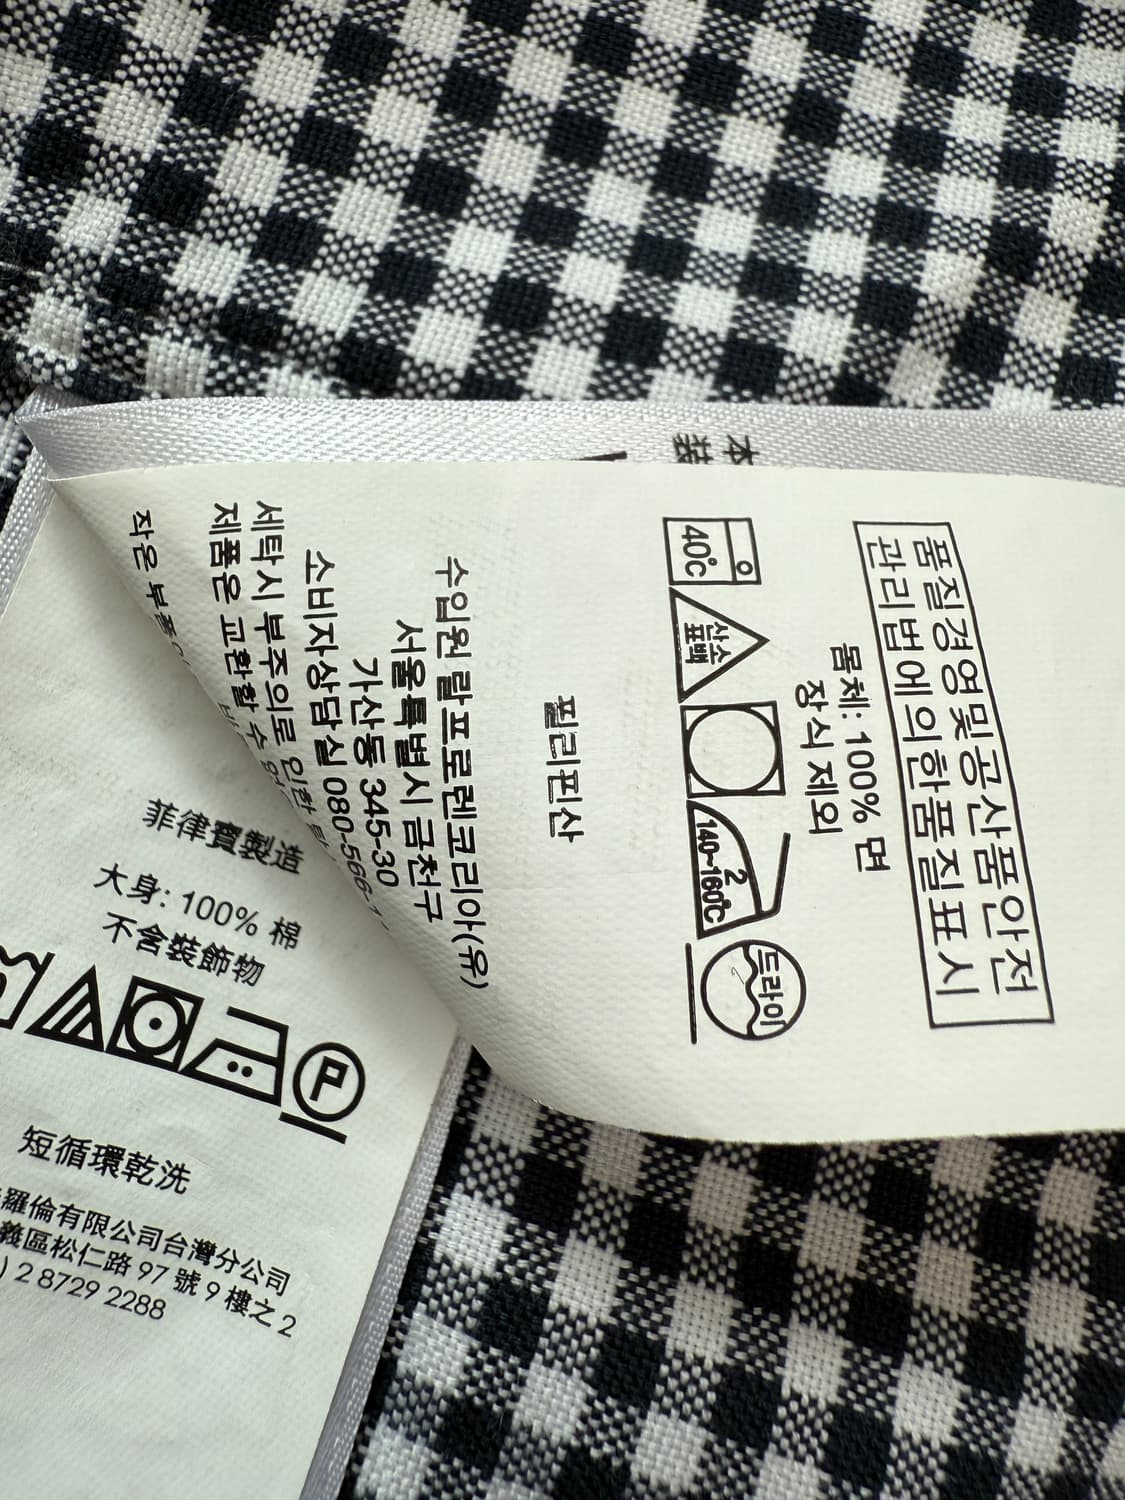 품질경영및공산품안전
관리법에의한품질표시
몸체: 100% 면
장식 제외
40°C
산소
표백
2
140~160°C
드라이
필리핀산
수입원 랄프로렌코리아(유)
서울특별시 금천구
가산동 345-30
소비자상담실 080-566-
세탁시 부주의로 인한
제품은 교환할 수
작은 부품
本
菲律賓製造
大身: 100% 棉
不含裝飾物
P
短循環乾洗
羅倫有限公司台灣分公司
義區松仁路 97 號 9 樓之 2
) 2 8729 2288